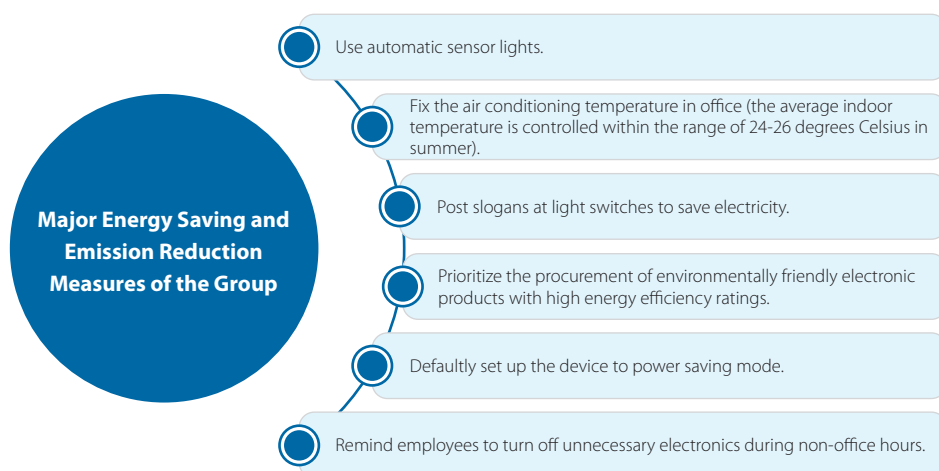 Major Energy Saving and
Emission Reduction
Measures of the Group
Use automatic sensor lights.
Fix the air conditioning temperature in office (the average indoor
temperature is controlled within the range of 24-26 degrees Celsius in
summer).
Post slogans at light switches to save electricity.
Prioritize the procurement of environmentally friendly electronic
products with high energy efficiency ratings.
Defaultly set up the device to power saving mode.
Remind employees to turn off unnecessary electronics during non-office hours.